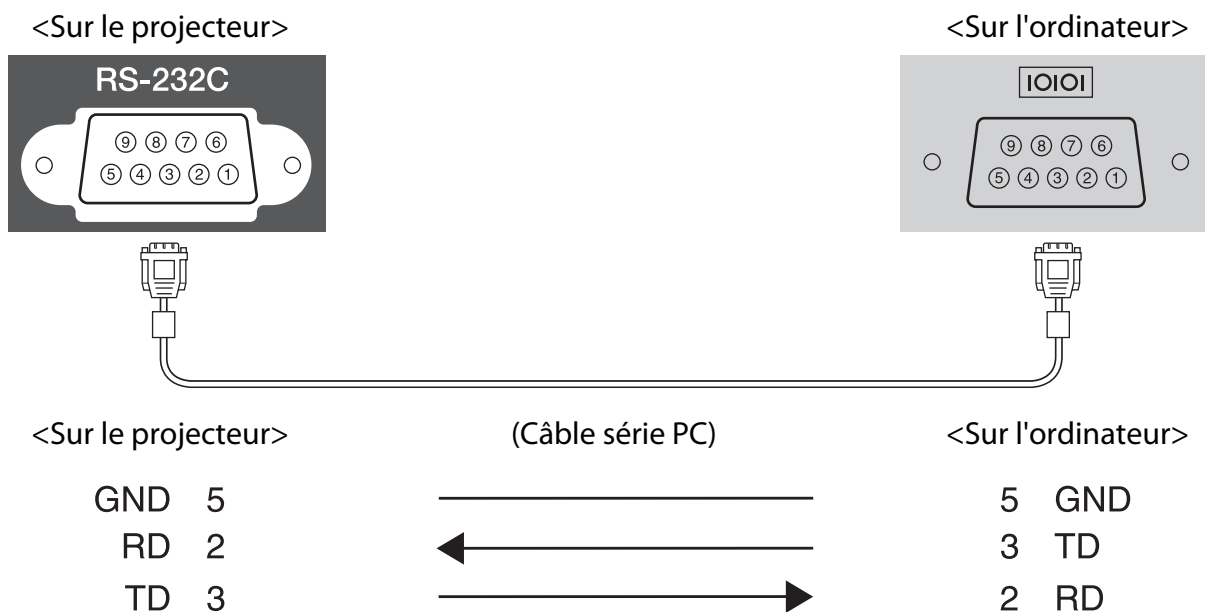 <Sur le projecteur> <Sur l'ordinateur>
RS-232C IOIOI
9 8 7 6 9 8 7 6
5 4 3 2 1 5 4 3 2 1
<Sur le projecteur> (Câble série PC) <Sur l'ordinateur>
GND 5 5 GND
RD 2 3 TD
TD 3 2 RD